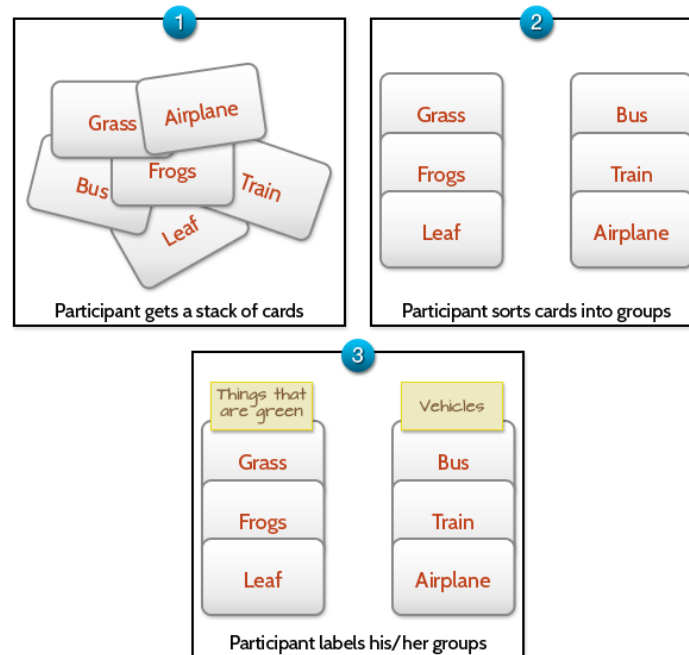 1
Grass
Airplane
Bus
Frogs
Train
Leaf
Participant gets a stack of cards
2
Grass
Bus
Frogs
Train
Leaf
Airplane
Participant sorts cards into groups
3
Things that
are green
Vehicles
Grass
Bus
Frogs
Train
Leaf
Airplane
Participant labels his/her groups